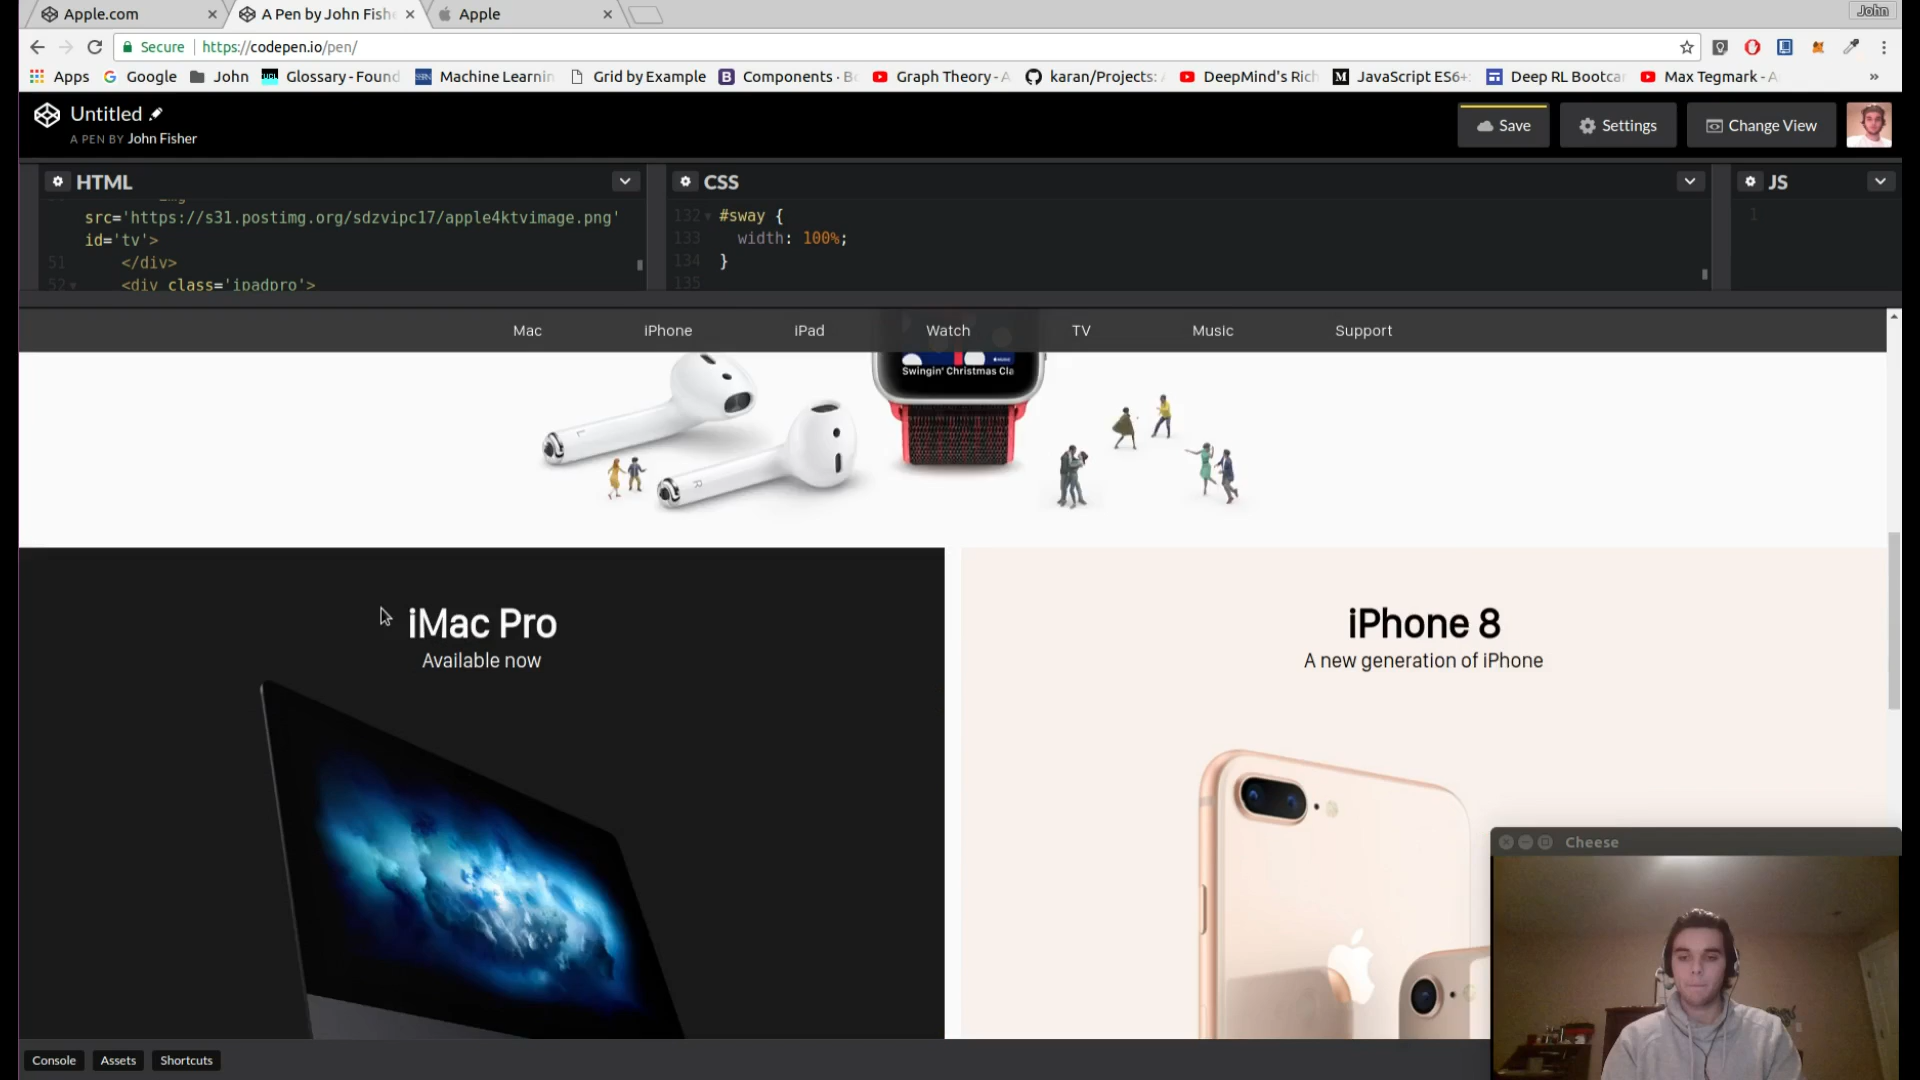 Apple.com
A Pen by John Fishe
Apple
John
Secure
https://codepen.io/pen/
Apps
Google
John
Glossary - Found
Machine Learnin
Grid by Example
Components · B
Graph Theory - A
karan/Projects:
DeepMind's Rich
JavaScript ES6+:
Deep RL Bootca
Max Tegmark - A
»
Untitled
A PEN BY John Fisher
Save
Settings
Change View
HTML
src='https://s31.postimg.org/sdzvipc17/apple4ktvimage.png'
id='tv'>
51 </div>
52 <div class='ipadpro'>
CSS
132 #sway {
133 width: 100%;
134 }
135
JS
1
Mac
iPhone
iPad
Watch
TV
Music
Support
Swingin' Christmas Cla
L
R
iMac Pro
Available now
iPhone 8
A new generation of iPhone
Cheese
Console
Assets
Shortcuts